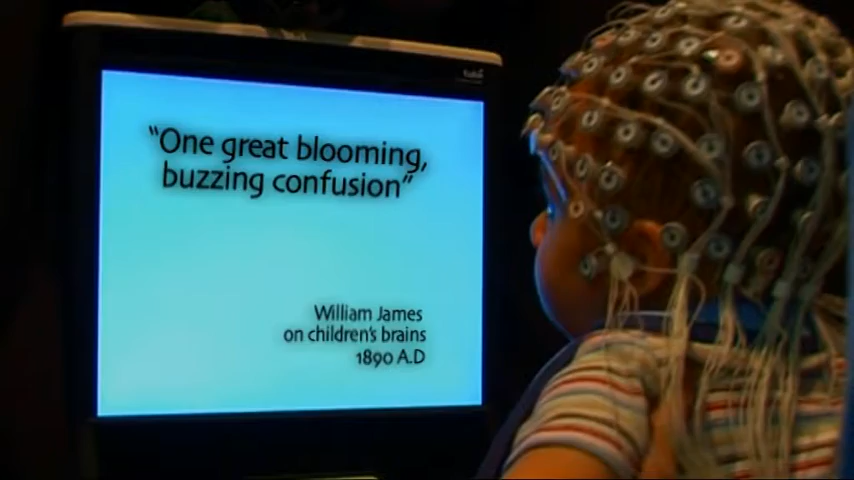 “One great blooming,
buzzing confusion”
William James
on children's brains
1890 A.D